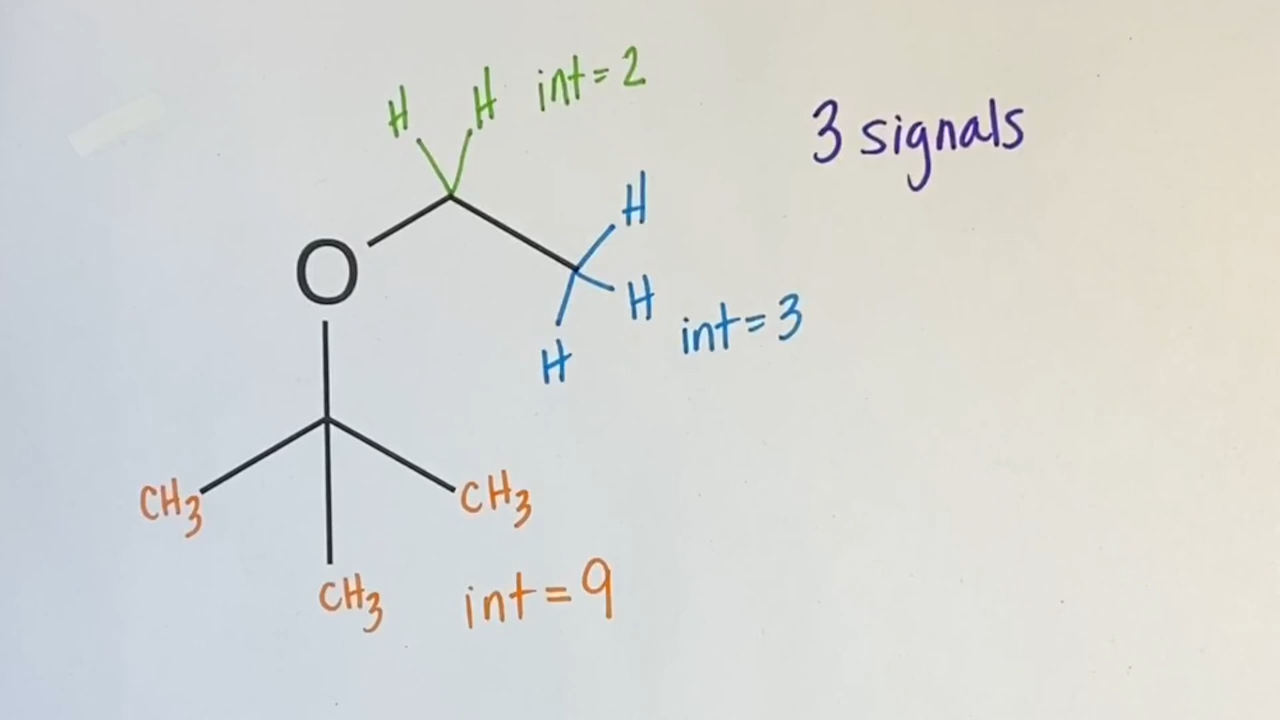 H H int=2
3 signals
H
O
H
int=3
H
CH3
CH3
CH3
int=9